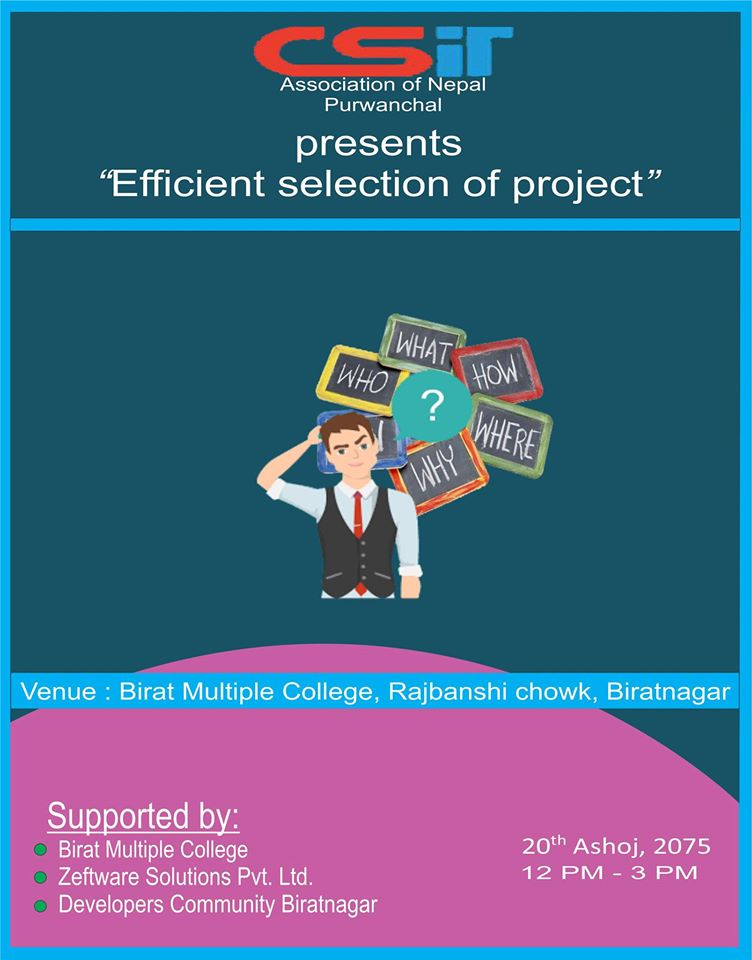 CSiT
Association of Nepal
Purwanchal
presents
“Efficient selection of project”
WHAT
WHO
HOW
?
WHERE
WHY
Venue : Birat Multiple College, Rajbanshi chowk, Biratnagar
Supported by:
Birat Multiple College
Zeftware Solutions Pvt. Ltd.
Developers Community Biratnagar
20th Ashoj, 2075
12 PM - 3 PM